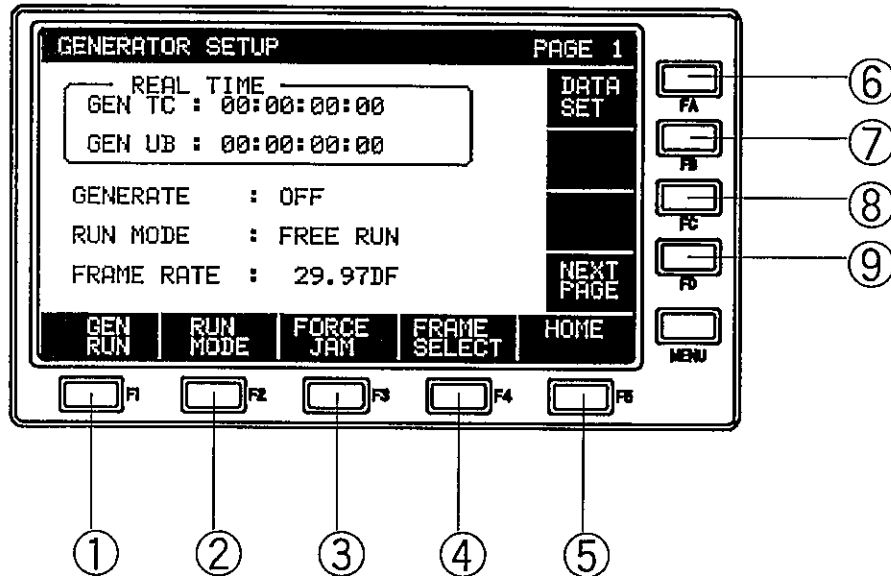 GENERATOR SETUP PAGE 1
REAL TIME
GEN TC : 00:00:00:00
GEN UB : 00:00:00:00
GENERATE : OFF
RUN MODE : FREE RUN
FRAME RATE : 29.97DF
DATA
SET
NEXT
PAGE
GEN
RUN
RUN
MODE
FORCE
JAM
FRAME
SELECT
HOME
FA
FB
FC
FD
MENU
F1
F2
F3
F4
F5
⑥
⑦
⑧
⑨
① ② ③ ④ ⑤